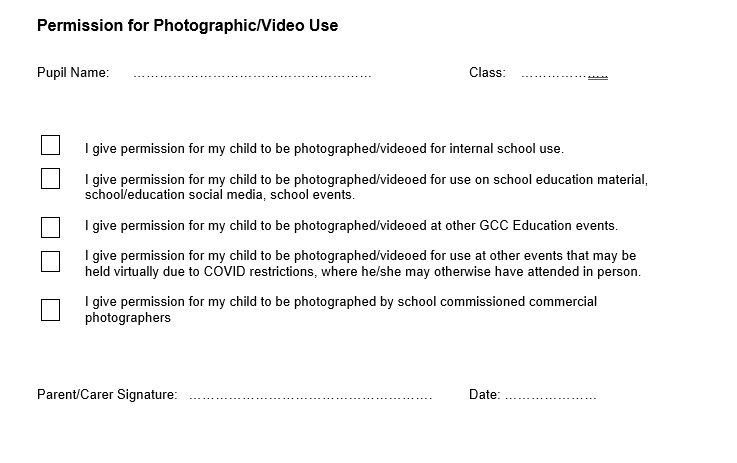 Permission for Photographic/Video Use
Pupil Name: ……………………………………………… Class: ………………..
I give permission for my child to be photographed/videoed for internal school use.
I give permission for my child to be photographed/videoed for use on school education material,
school/education social media, school events.
I give permission for my child to be photographed/videoed at other GCC Education events.
I give permission for my child to be photographed/videoed for use at other events that may be
held virtually due to COVID restrictions, where he/she may otherwise have attended in person.
I give permission for my child to be photographed by school commissioned commercial
photographers
Parent/Carer Signature: ………………………………………………. Date: …………………